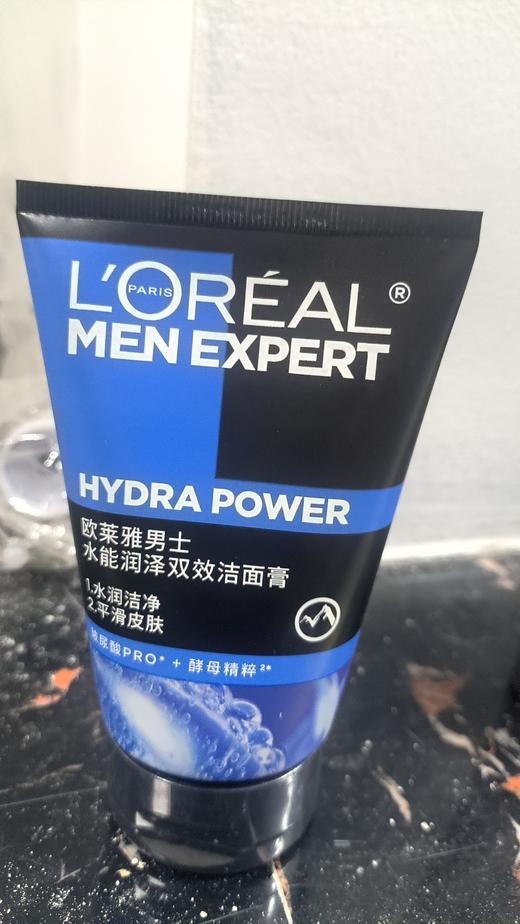 L'ORÉAL®
PARIS
MEN EXPERT
HYDRA POWER
欧莱雅男士
水能润泽双效洁面膏
1.水润洁净
2.平滑皮肤
玻尿酸PRO* + 酵母精粹²*